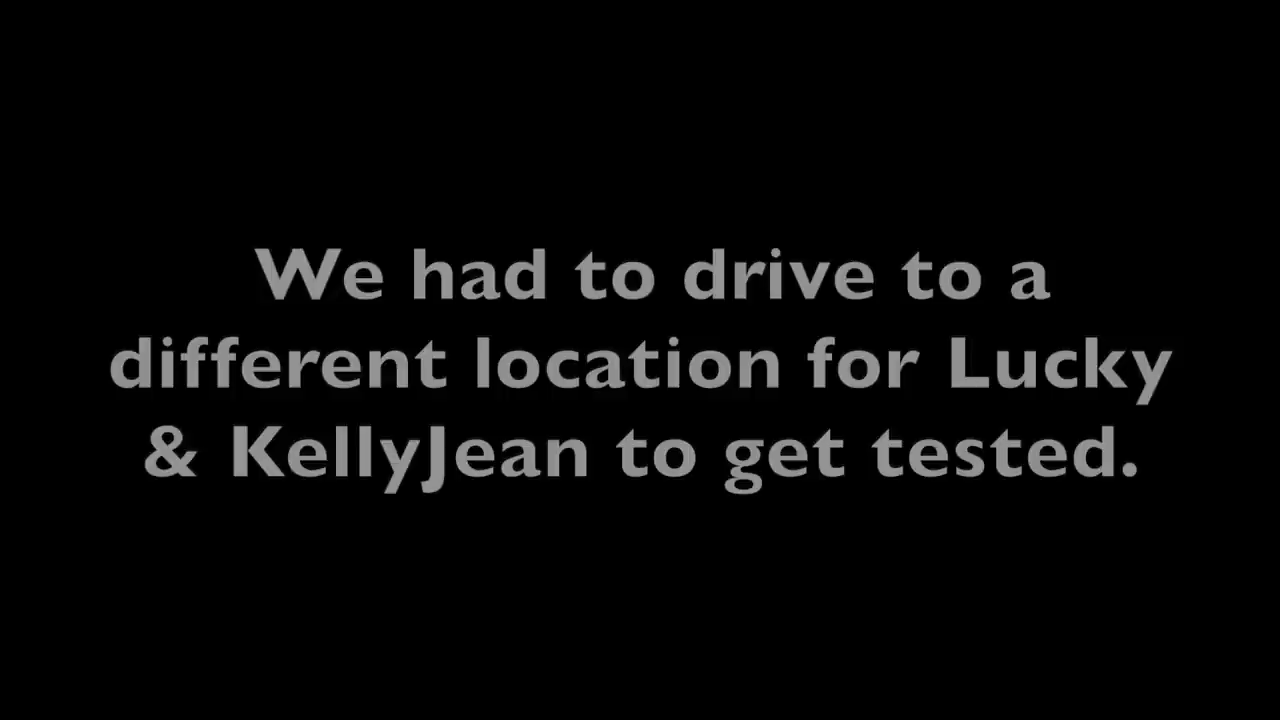 We had to drive to a
different location for Lucky
& KellyJean to get tested.